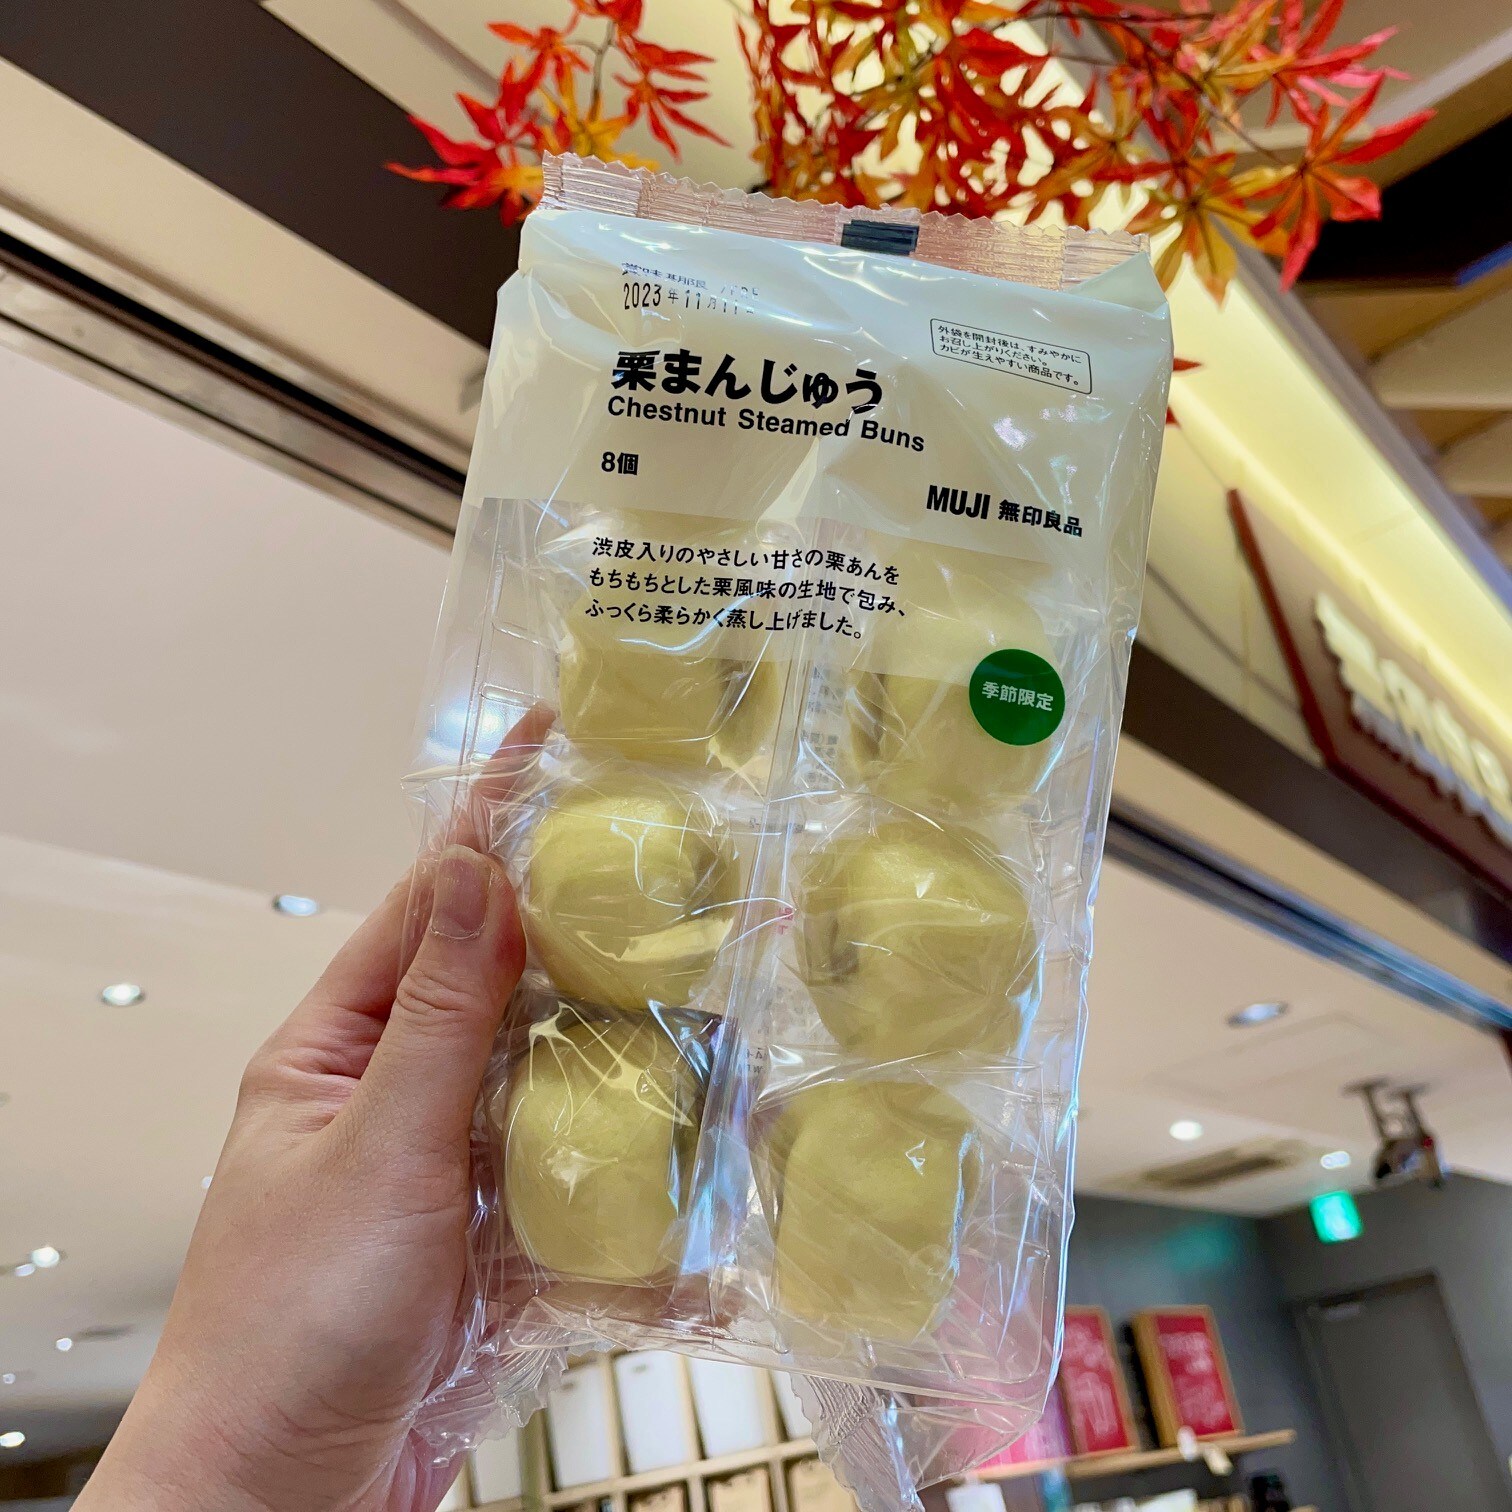 賞味期限
2023年11月11日
外袋を開封後は、すみやかに
お召し上がりください。
カビが生えやすい商品です。
栗まんじゅう
Chestnut Steamed Buns
8個
MUJI 無印良品
渋皮入りのやさしい甘さの栗あんを
もちもちとした栗風味の生地で包み、
ふっくら柔らかく蒸し上げました。
季節限定